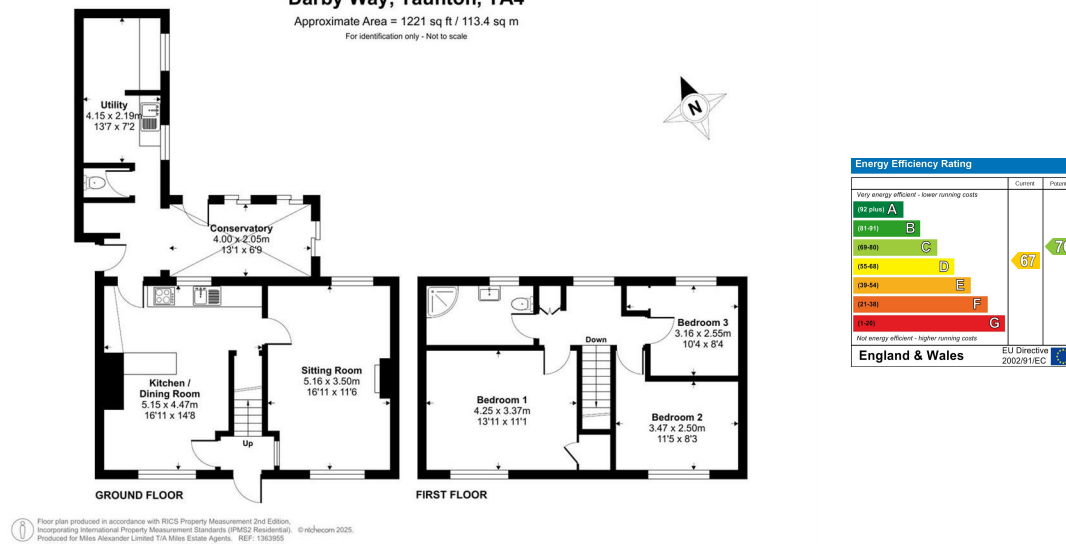 Darby Way, Taunton, TA4
Approximate Area = 1221 sq ft / 113.4 sq m
For identification only - Not to scale
N
Utility
4.15 x 2.19m
13'7 x 7'2
Conservatory
4.00 x 2.05m
13'1 x 6'9
Kitchen /
Dining Room
5.15 x 4.47m
16'11 x 14'8
Sitting Room
5.16 x 3.50m
16'11 x 11'6
Up
GROUND FLOOR
Bedroom 3
3.16 x 2.55m
10'4 x 8'4
Down
Bedroom 1
4.25 x 3.37m
13'11 x 11'1
Bedroom 2
3.47 x 2.50m
11'5 x 8'3
FIRST FLOOR
Floor plan produced in accordance with RICS Property Measurement 2nd Edition,
Incorporating International Property Measurement Standards (IPMS2 Residential). ©nichecom 2025.
Produced for Miles Alexander Limited T/A Miles Estate Agents. REF: 1363955
Energy Efficiency Rating
Current
Very energy efficient - lower running costs
(92 plus) A
(81-91) B
(69-80) C
(55-68) D
(39-54) E
(21-38) F
(1-20) G
67
Not energy efficient - higher running costs
England & Wales
EU Directive
2002/91/EC